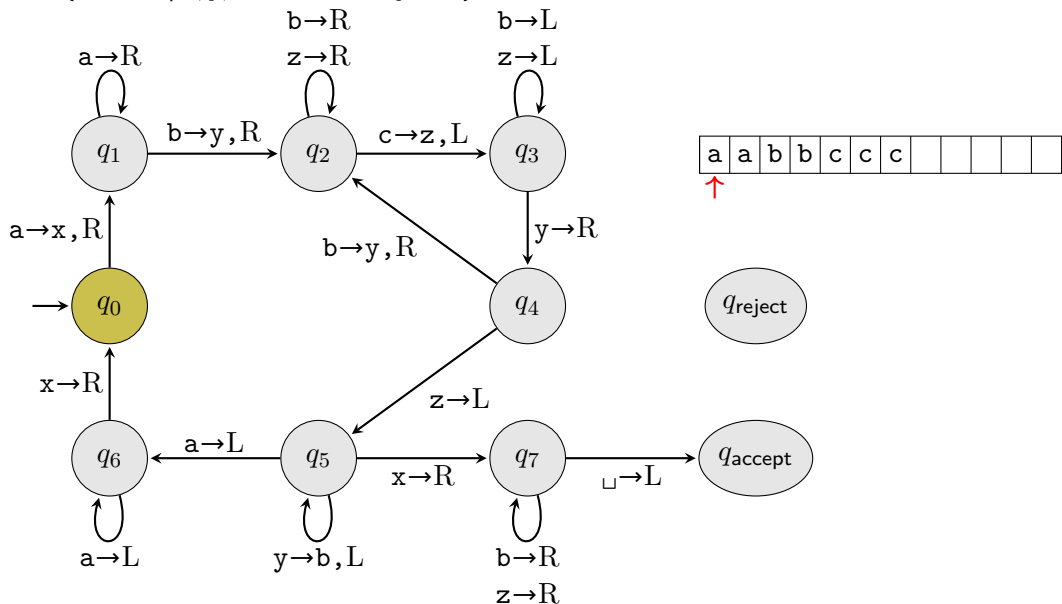 b→R
b→L
a→R
z→R
z→L
q1
b→y,R
q2
c→z,L
q3
a a b b c c c
↑
a→x,R
b→y,R
y→R
q0
q4
qreject
x→R
z→L
q6
a→L
q5
x→R
q7
␣→L
qaccept
a→L
y→b,L
b→R
z→R